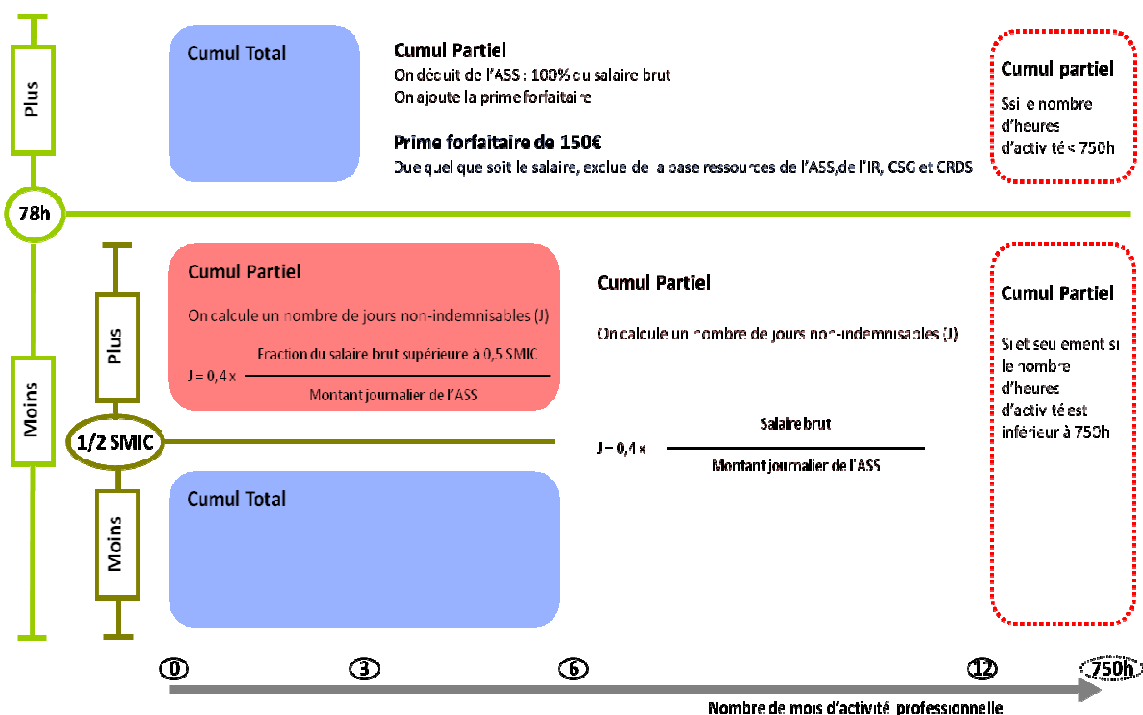 Plus
78h
Moins
Plus
1/2 SMIC
Moins
Cumul Total
Cumul Partiel
On déduit de l'ASS : 100% du salaire brut
On ajoute la prime forfaitaire
Prime forfaitaire de 150€
Due quel que soit le salaire, exclue de la base ressources de l'ASS,de l'IR, CSG et CRDS
Cumul partiel
Ssi le nombre
d'heures
d'activité < 750h
Cumul Partiel
On calcule un nombre de jours non-indemnisables (J)
Fraction du salaire brut supérieure à 0,5 SMIC
J = 0,4 x
Montant journalier de l'ASS
Cumul Total
Cumul Partiel
On calcule un nombre de jours non-indemnisables (J)
Salaire brut
J = 0,4 x
Montant journalier de l'ASS
Cumul Partiel
Si et seulement si
le nombre
d'heures
d'activité est
inférieur à 750h
0
3
6
12
750h
Nombre de mois d'activité professionnelle